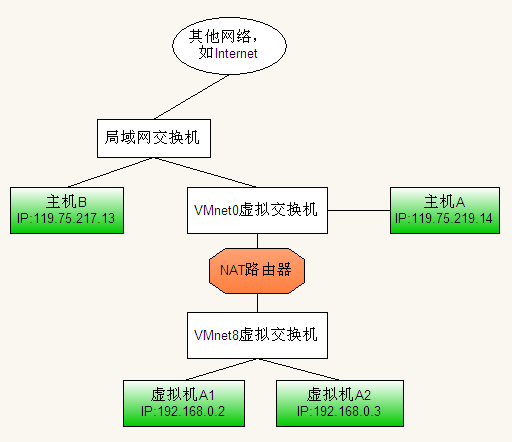 其他网络，
如Internet
局域网交换机
主机B
IP:119.75.217.13
VMnet0虚拟交换机
主机A
IP:119.75.219.14
NAT路由器
VMnet8虚拟交换机
虚拟机A1
IP:192.168.0.2
虚拟机A2
IP:192.168.0.3